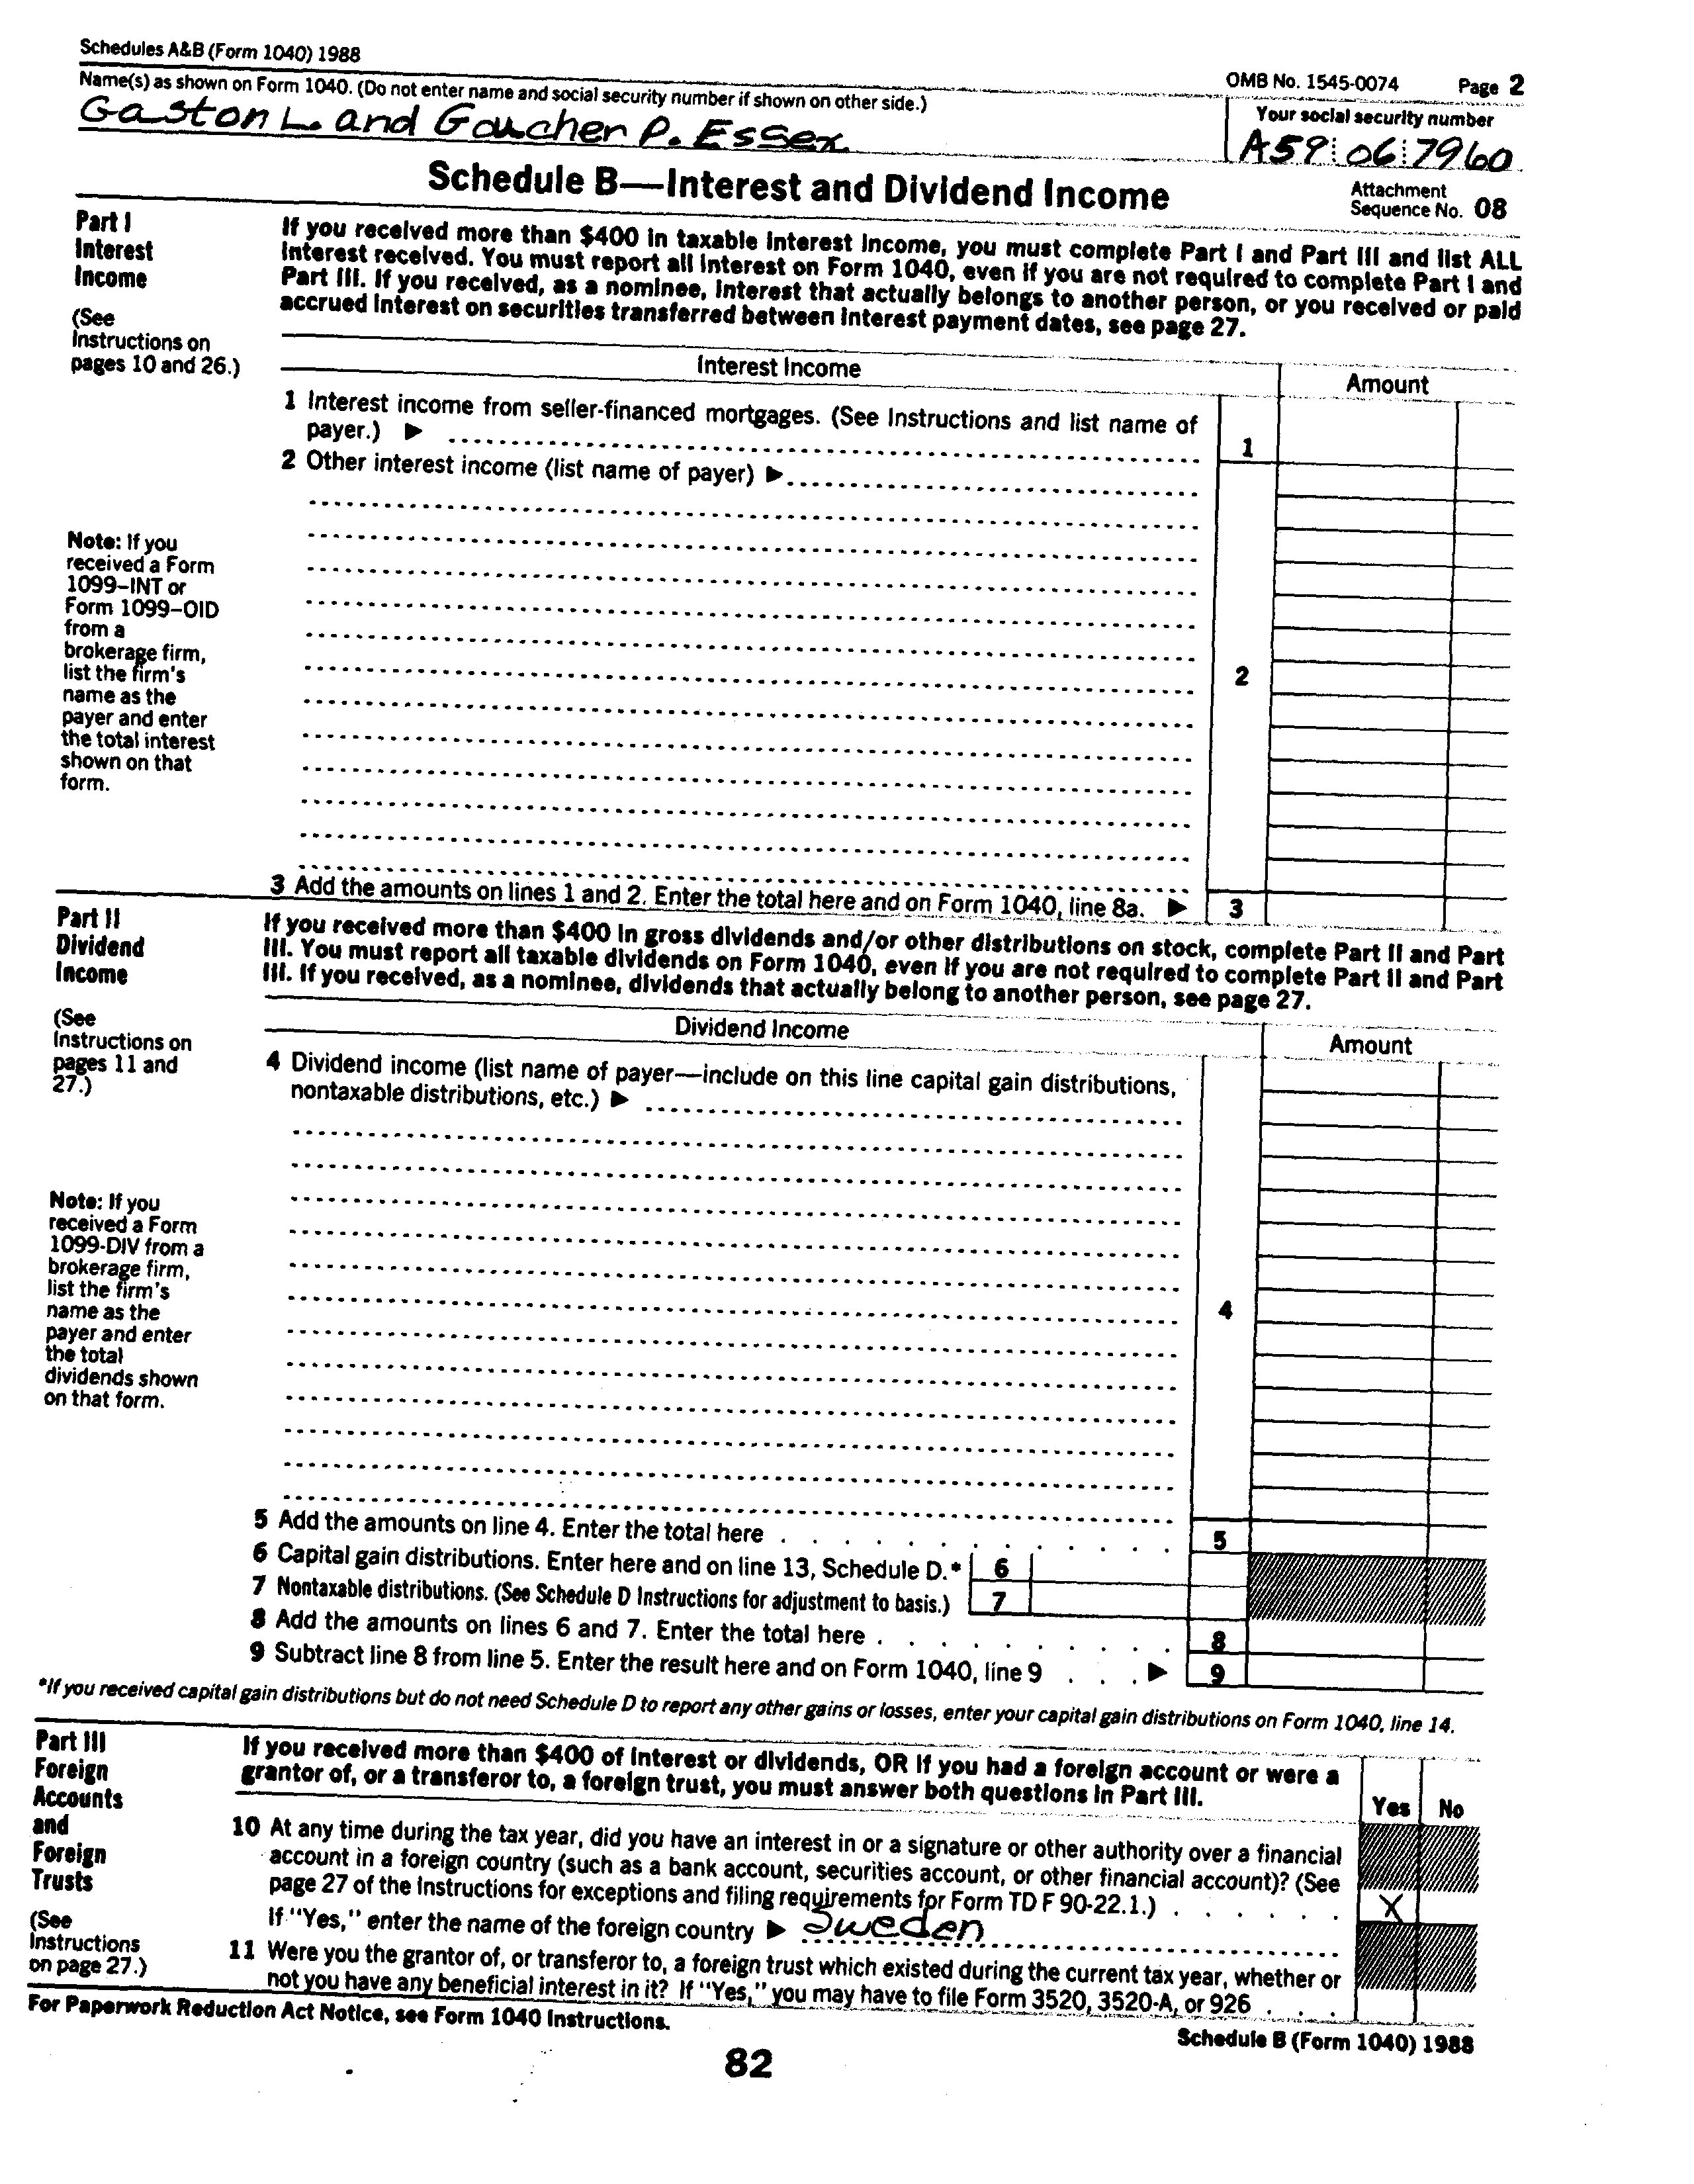 Schedules A&B (Form 1040) 1988
OMB No. 1545-0074 Page 2
Name(s) as shown on Form 1040. (Do not enter name and social security number if shown on other side.)
Your social security number
Gaston L. and Goucher P. Essex
A59 06 7960
Schedule B—Interest and Dividend Income
Attachment
Sequence No. 08
Part I
Interest
Income
(See
Instructions on
pages 10 and 26.)
If you received more than $400 in taxable interest income, you must complete Part I and Part III and list ALL
interest received. You must report all interest on Form 1040, even if you are not required to complete Part I and
Part III. If you received, as a nominee, interest that actually belongs to another person, or you received or paid
accrued interest on securities transferred between interest payment dates, see page 27.
Interest Income
Amount
1 Interest income from seller-financed mortgages. (See Instructions and list name of
payer.) ▶
1
2 Other interest income (list name of payer) ▶
Note: If you
received a Form
1099–INT or
Form 1099–OID
from a
brokerage firm,
list the firm's
name as the
payer and enter
the total interest
shown on that
form.
2
3 Add the amounts on lines 1 and 2. Enter the total here and on Form 1040, line 8a. ▶ 3
Part II
Dividend
Income
(See
Instructions on
pages 11 and
27.)
If you received more than $400 in gross dividends and/or other distributions on stock, complete Part II and Part
III. You must report all taxable dividends on Form 1040, even if you are not required to complete Part II and Part
III. If you received, as a nominee, dividends that actually belong to another person, see page 27.
Dividend Income
Amount
4 Dividend income (list name of payer—include on this line capital gain distributions,
nontaxable distributions, etc.) ▶
Note: If you
received a Form
1099-DIV from a
brokerage firm,
list the firm's
name as the
payer and enter
the total
dividends shown
on that form.
4
5 Add the amounts on line 4. Enter the total here . . . . . . . . . . . 5
6 Capital gain distributions. Enter here and on line 13, Schedule D.* 6
7 Nontaxable distributions. (See Schedule D Instructions for adjustment to basis.) 7
8 Add the amounts on lines 6 and 7. Enter the total here . . . . . . . . . 8
9 Subtract line 8 from line 5. Enter the result here and on Form 1040, line 9 . . . ▶ 9
*If you received capital gain distributions but do not need Schedule D to report any other gains or losses, enter your capital gain distributions on Form 1040, line 14.
Part III
Foreign
Accounts
and
Foreign
Trusts
(See
Instructions
on page 27.)
If you received more than $400 of interest or dividends, OR if you had a foreign account or were a
grantor of, or a transferor to, a foreign trust, you must answer both questions in Part III.
Yes No
10 At any time during the tax year, did you have an interest in or a signature or other authority over a financial
account in a foreign country (such as a bank account, securities account, or other financial account)? (See
page 27 of the Instructions for exceptions and filing requirements for Form TD F 90-22.1.) . . . . . . X
If "Yes," enter the name of the foreign country ▶ Sweden
11 Were you the grantor of, or transferor to, a foreign trust which existed during the current tax year, whether or
not you have any beneficial interest in it? If "Yes," you may have to file Form 3520, 3520-A, or 926 . . .
For Paperwork Reduction Act Notice, see Form 1040 Instructions.
Schedule B (Form 1040) 1988
82